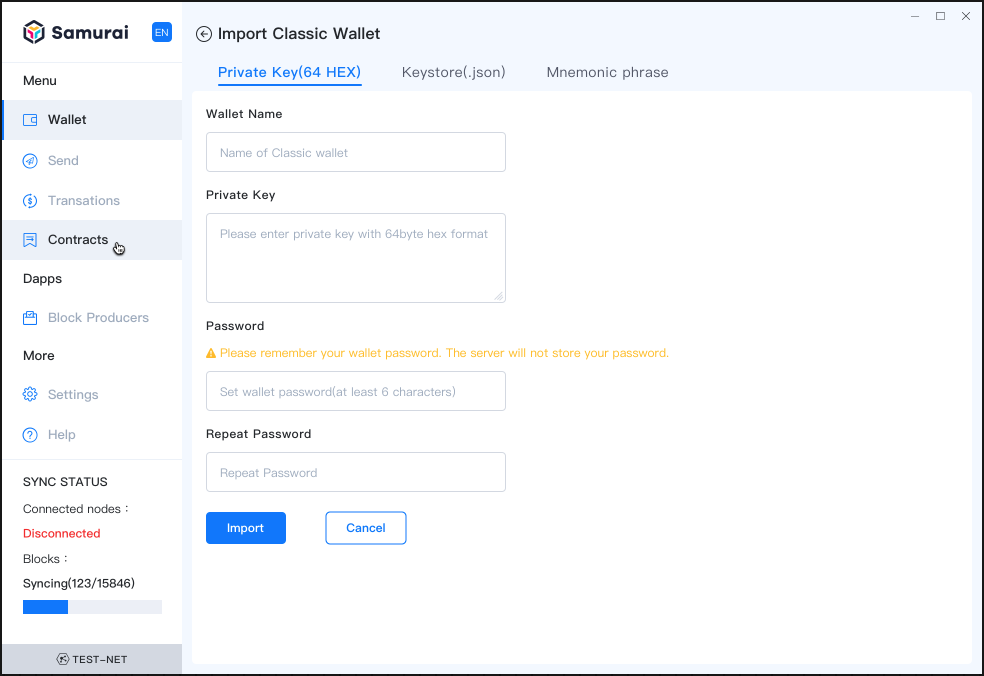 Samurai
EN
Menu
Wallet
Send
Transations
Contracts
Dapps
Block Producers
More
Settings
Help
SYNC STATUS
Connected nodes :
Disconnected
Blocks :
Syncing(123/15846)
TEST-NET
Import Classic Wallet
Private Key(64 HEX) Keystore(.json) Mnemonic phrase
Wallet Name
Name of Classic wallet
Private Key
Please enter private key with 64byte hex format
Password
Please remember your wallet password. The server will not store your password.
Set wallet password(at least 6 characters)
Repeat Password
Repeat Password
Import Cancel